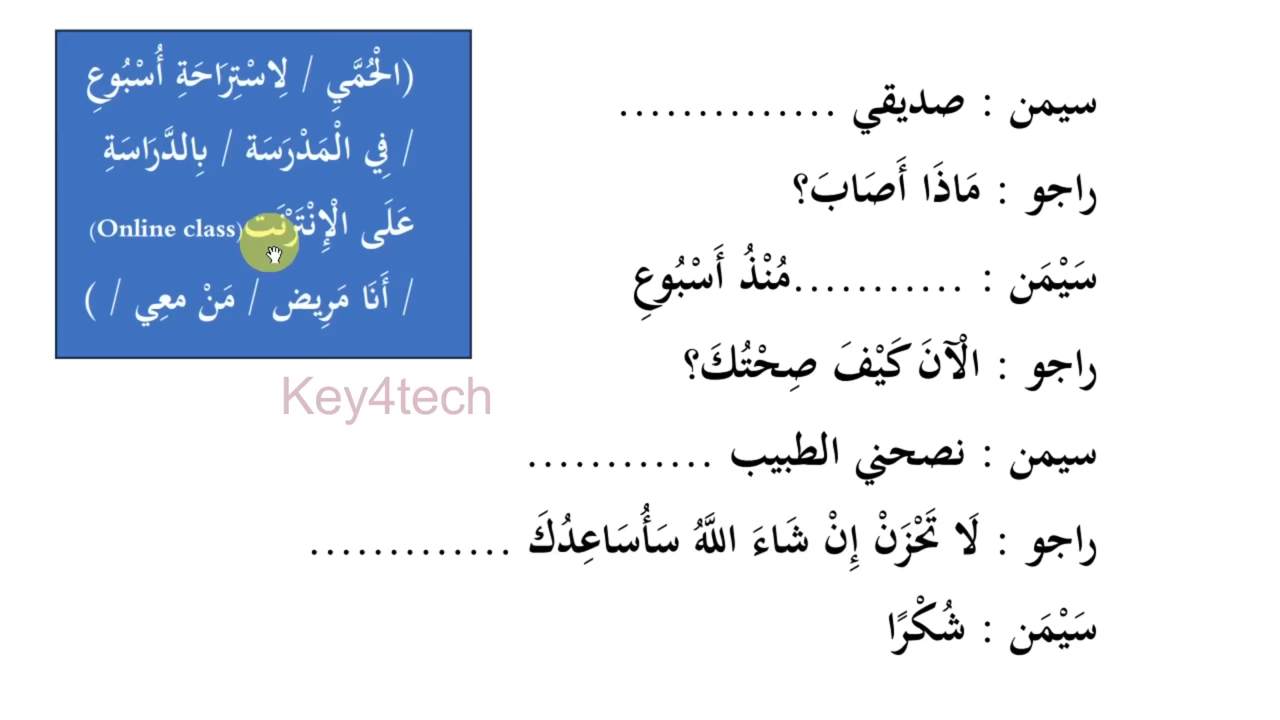 (الْحُمَّي / لِاسْتِرَاحَةِ أُسْبُوعِ
/ فِي الْمَدْرَسَة / بِالدَّرَاسَةِ
عَلَى الْإِنْتَرْنَت (Online class)
/ أَنَا مَرِيض / مَنْ معِي / )
سيمن : صديقي ..............
راجو : مَاذَا أَصَابَ؟
سَيْمَن : ...........مُنْذُ أَسْبُوعِ
راجو : الْآنَ كَيْفَ صِحْتُكَ؟
سيمن : نصحني الطبيب ............
راجو : لَا تَحْزَنْ إِنْ شَاءَ اللَّهُ سَأُسَاعِدُكَ .............
سَيْمَن : شُكْرًا
Key4tech